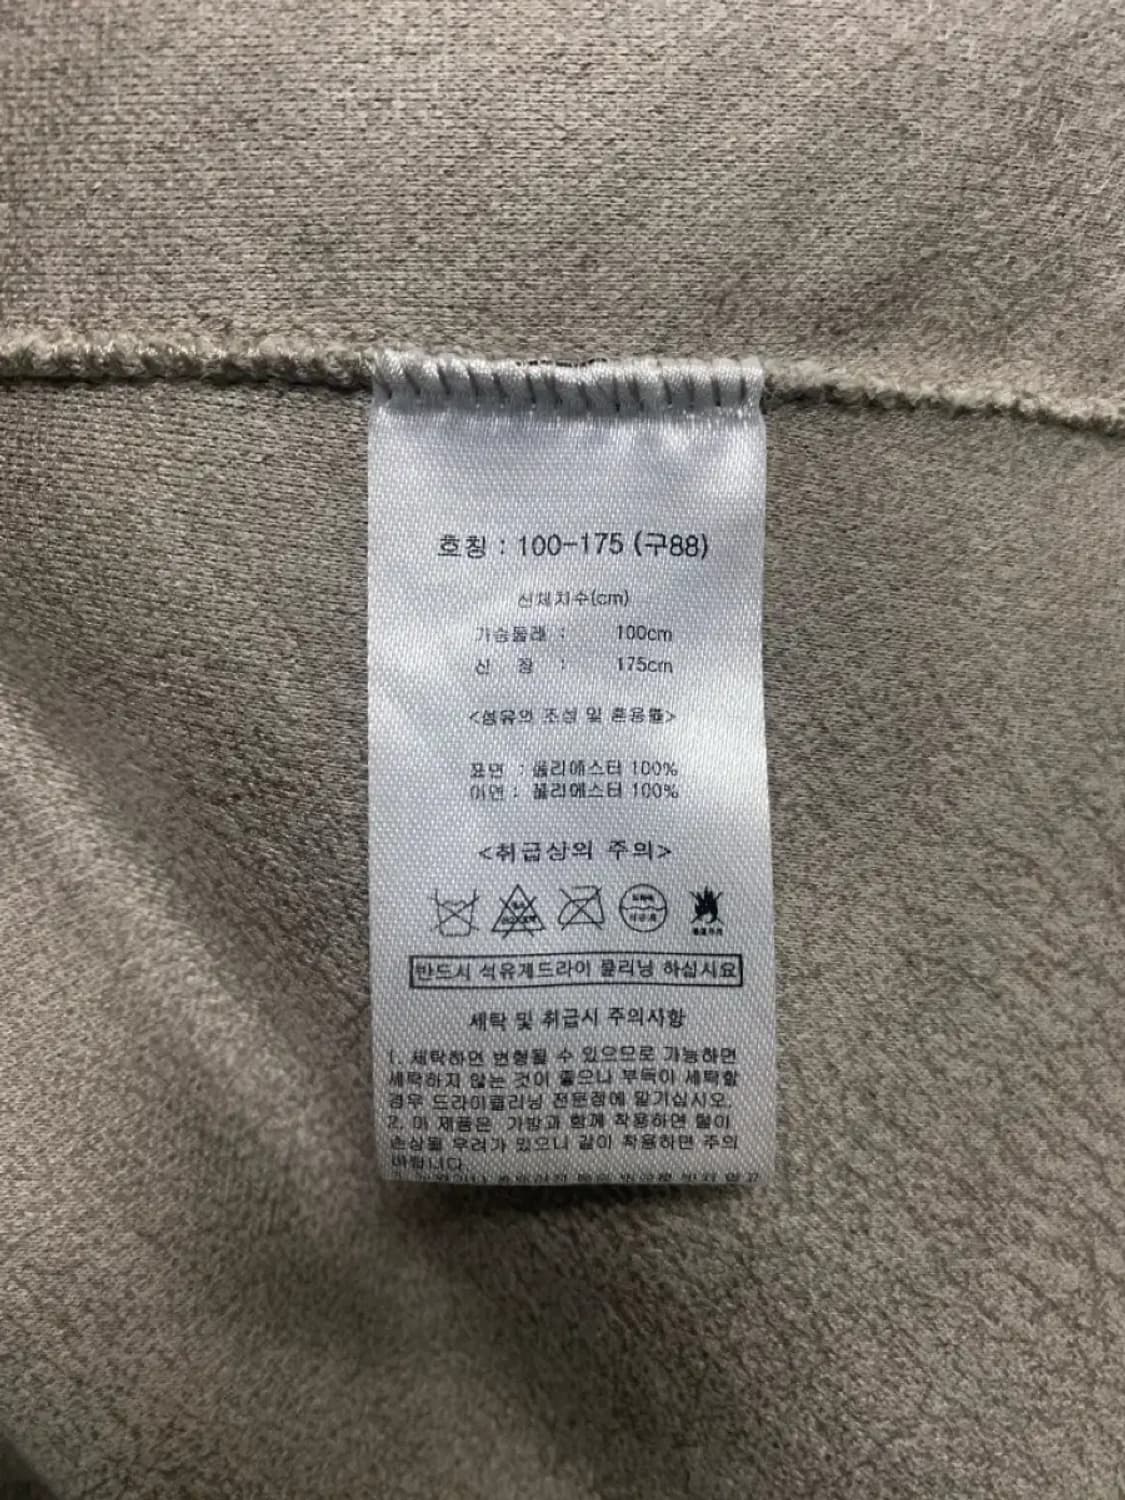 호칭 : 100-175 (구88)
신체치수(cm)
가슴둘레 : 100cm
신 장 : 175cm
<섬유의 조성 및 혼용률>
표면 : 폴리에스터 100%
이면 : 폴리에스터 100%
<취급상의 주의>
드라이
석유계
반드시 석유계드라이 클리닝 하십시요
세탁 및 취급시 주의사항
1. 세탁하면 변형될 수 있으므로 가능하면
세탁하지 않는 것이 좋으니 부득이 세탁할
경우 드라이클리닝 전문점에 맡기십시오.
2. 이 제품은 가방과 함께 착용하면 털이
손상될 우려가 있으니 같이 착용하면 주의
바랍니다